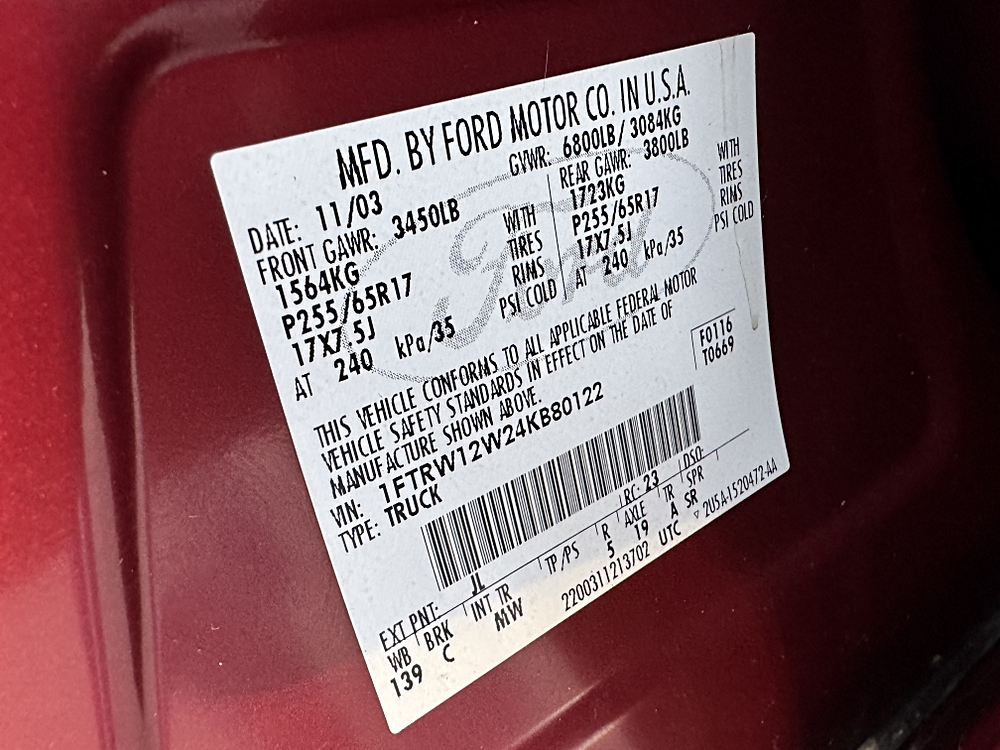 MFD. BY FORD MOTOR CO. IN U.S.A.
DATE: 11/03 GVWR: 6800LB/ 3084KG
FRONT GAWR: 3450LB REAR GAWR: 3800LB
1564KG WITH 1723KG WITH
P255/65R17 TIRES P255/65R17 TIRES
17X7.5J RIMS 17X7.5J RIMS
AT 240 kPa/35 PSI COLD AT 240 kPa/35 PSI COLD
Ford
THIS VEHICLE CONFORMS TO ALL APPLICABLE FEDERAL MOTOR
VEHICLE SAFETY STANDARDS IN EFFECT ON THE DATE OF
MANUFACTURE SHOWN ABOVE.
F0116
T0669
VIN: 1FTRW12W24KB80122
TYPE: TRUCK
EXT PNT: JL RC: 23 DSO:
WB BRK INT TR TP/PS R AXLE TR SPR
139 C MW 5 19 A SR
2200311213702 UTC ▽ 2U5A-1520472-AA